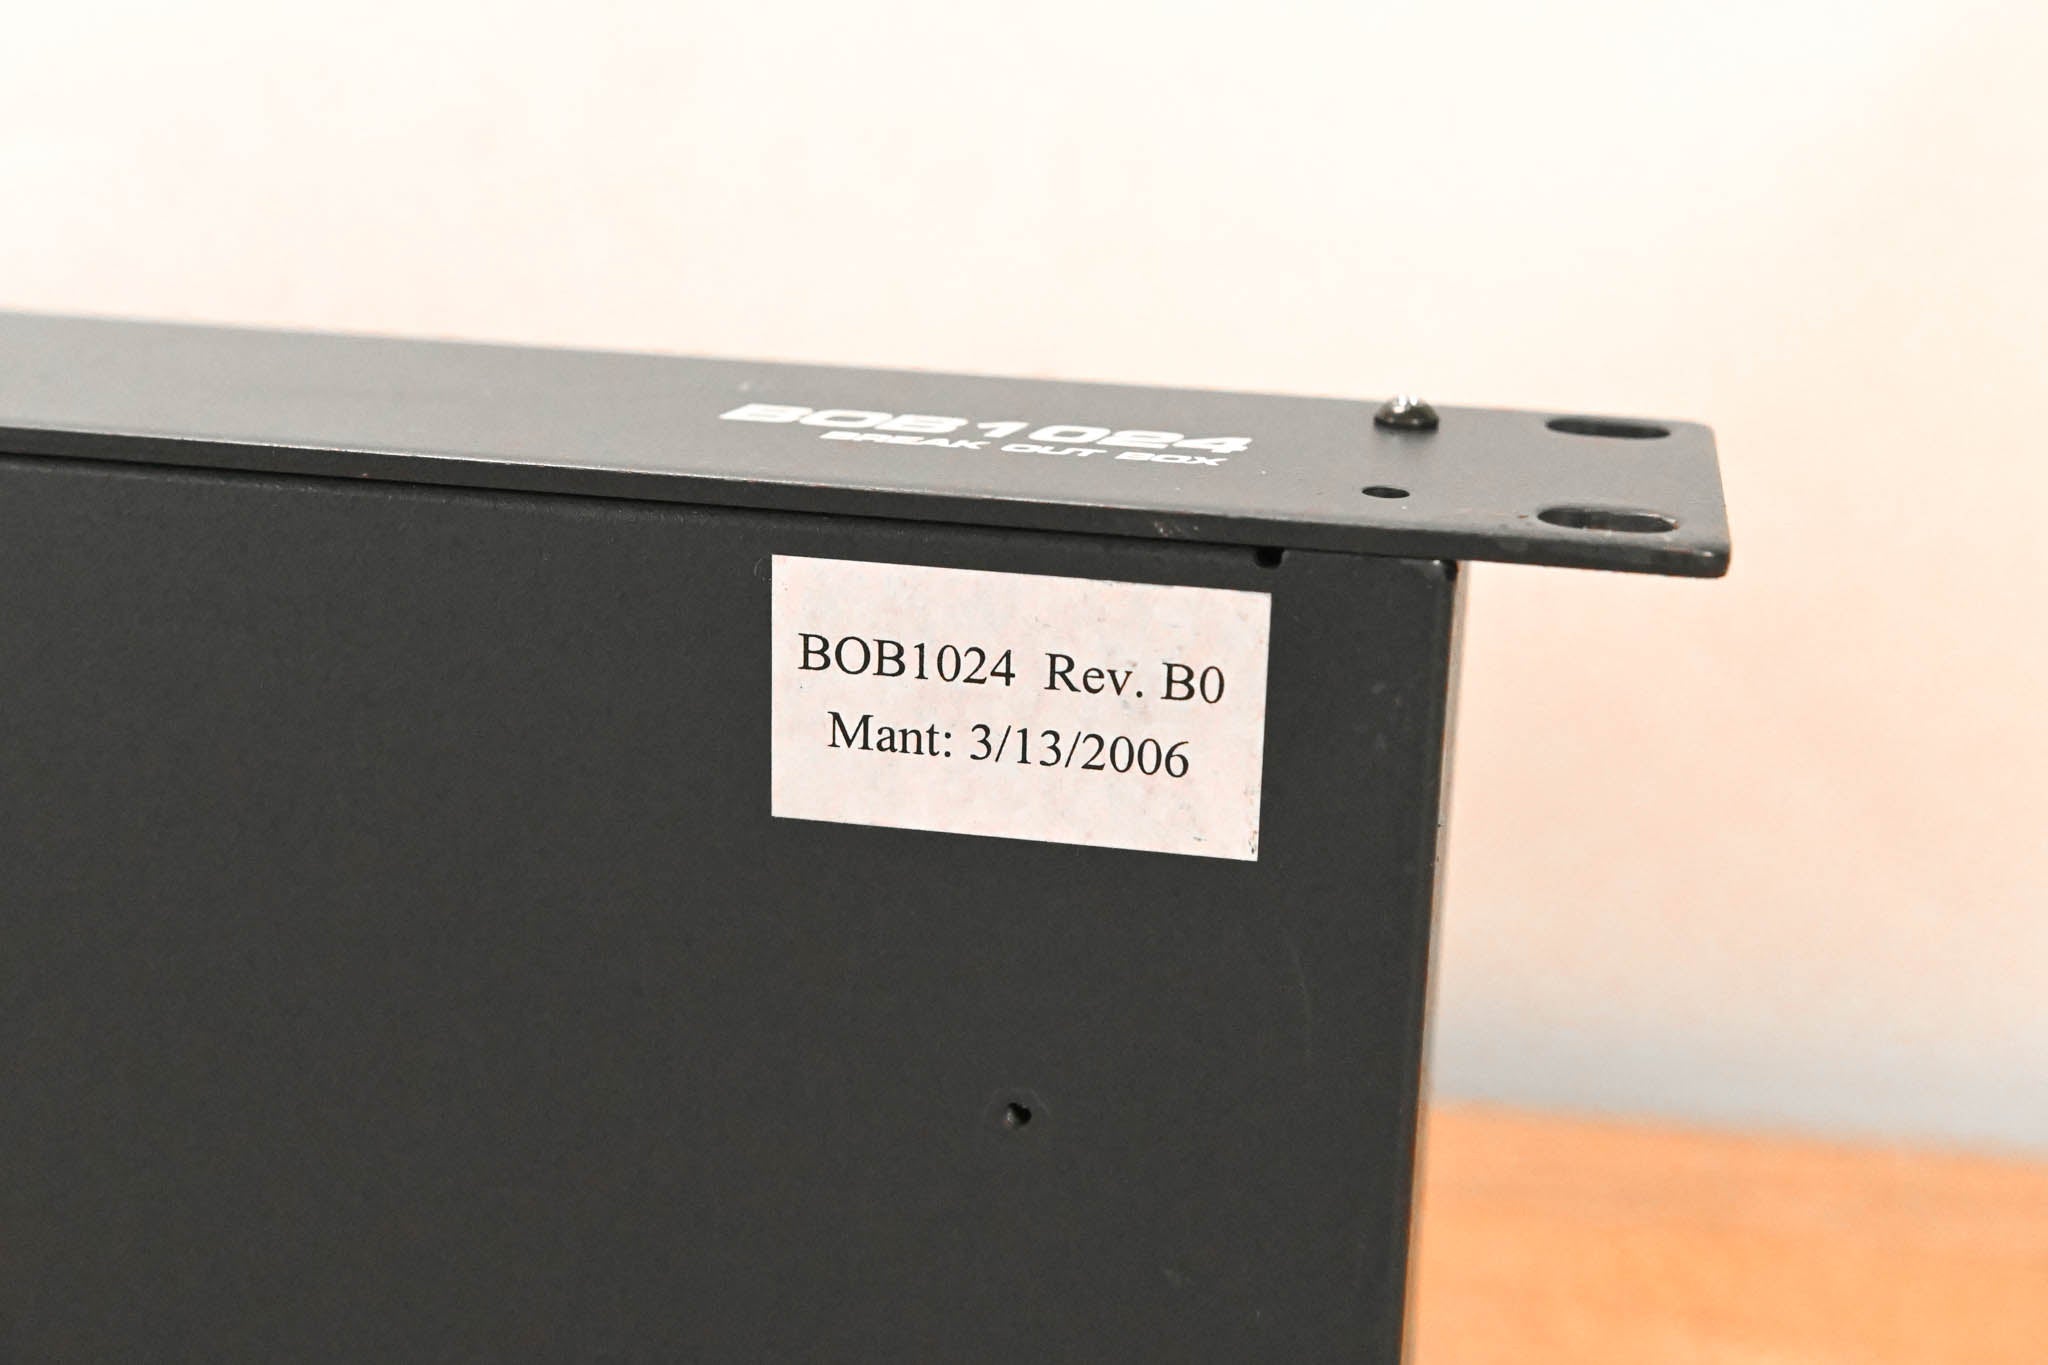 BOB1024
BREAK OUT BOX
BOB1024 Rev. B0
Mant: 3/13/2006